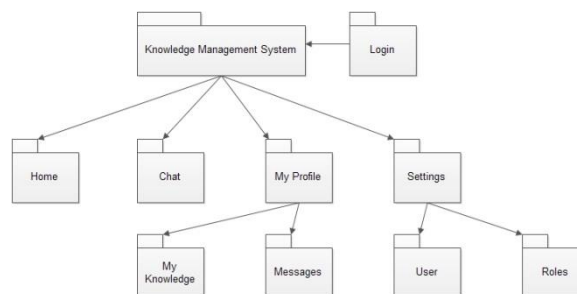 Knowledge Management System
Login
Home
Chat
My Profile
Settings
My
Knowledge
Messages
User
Roles